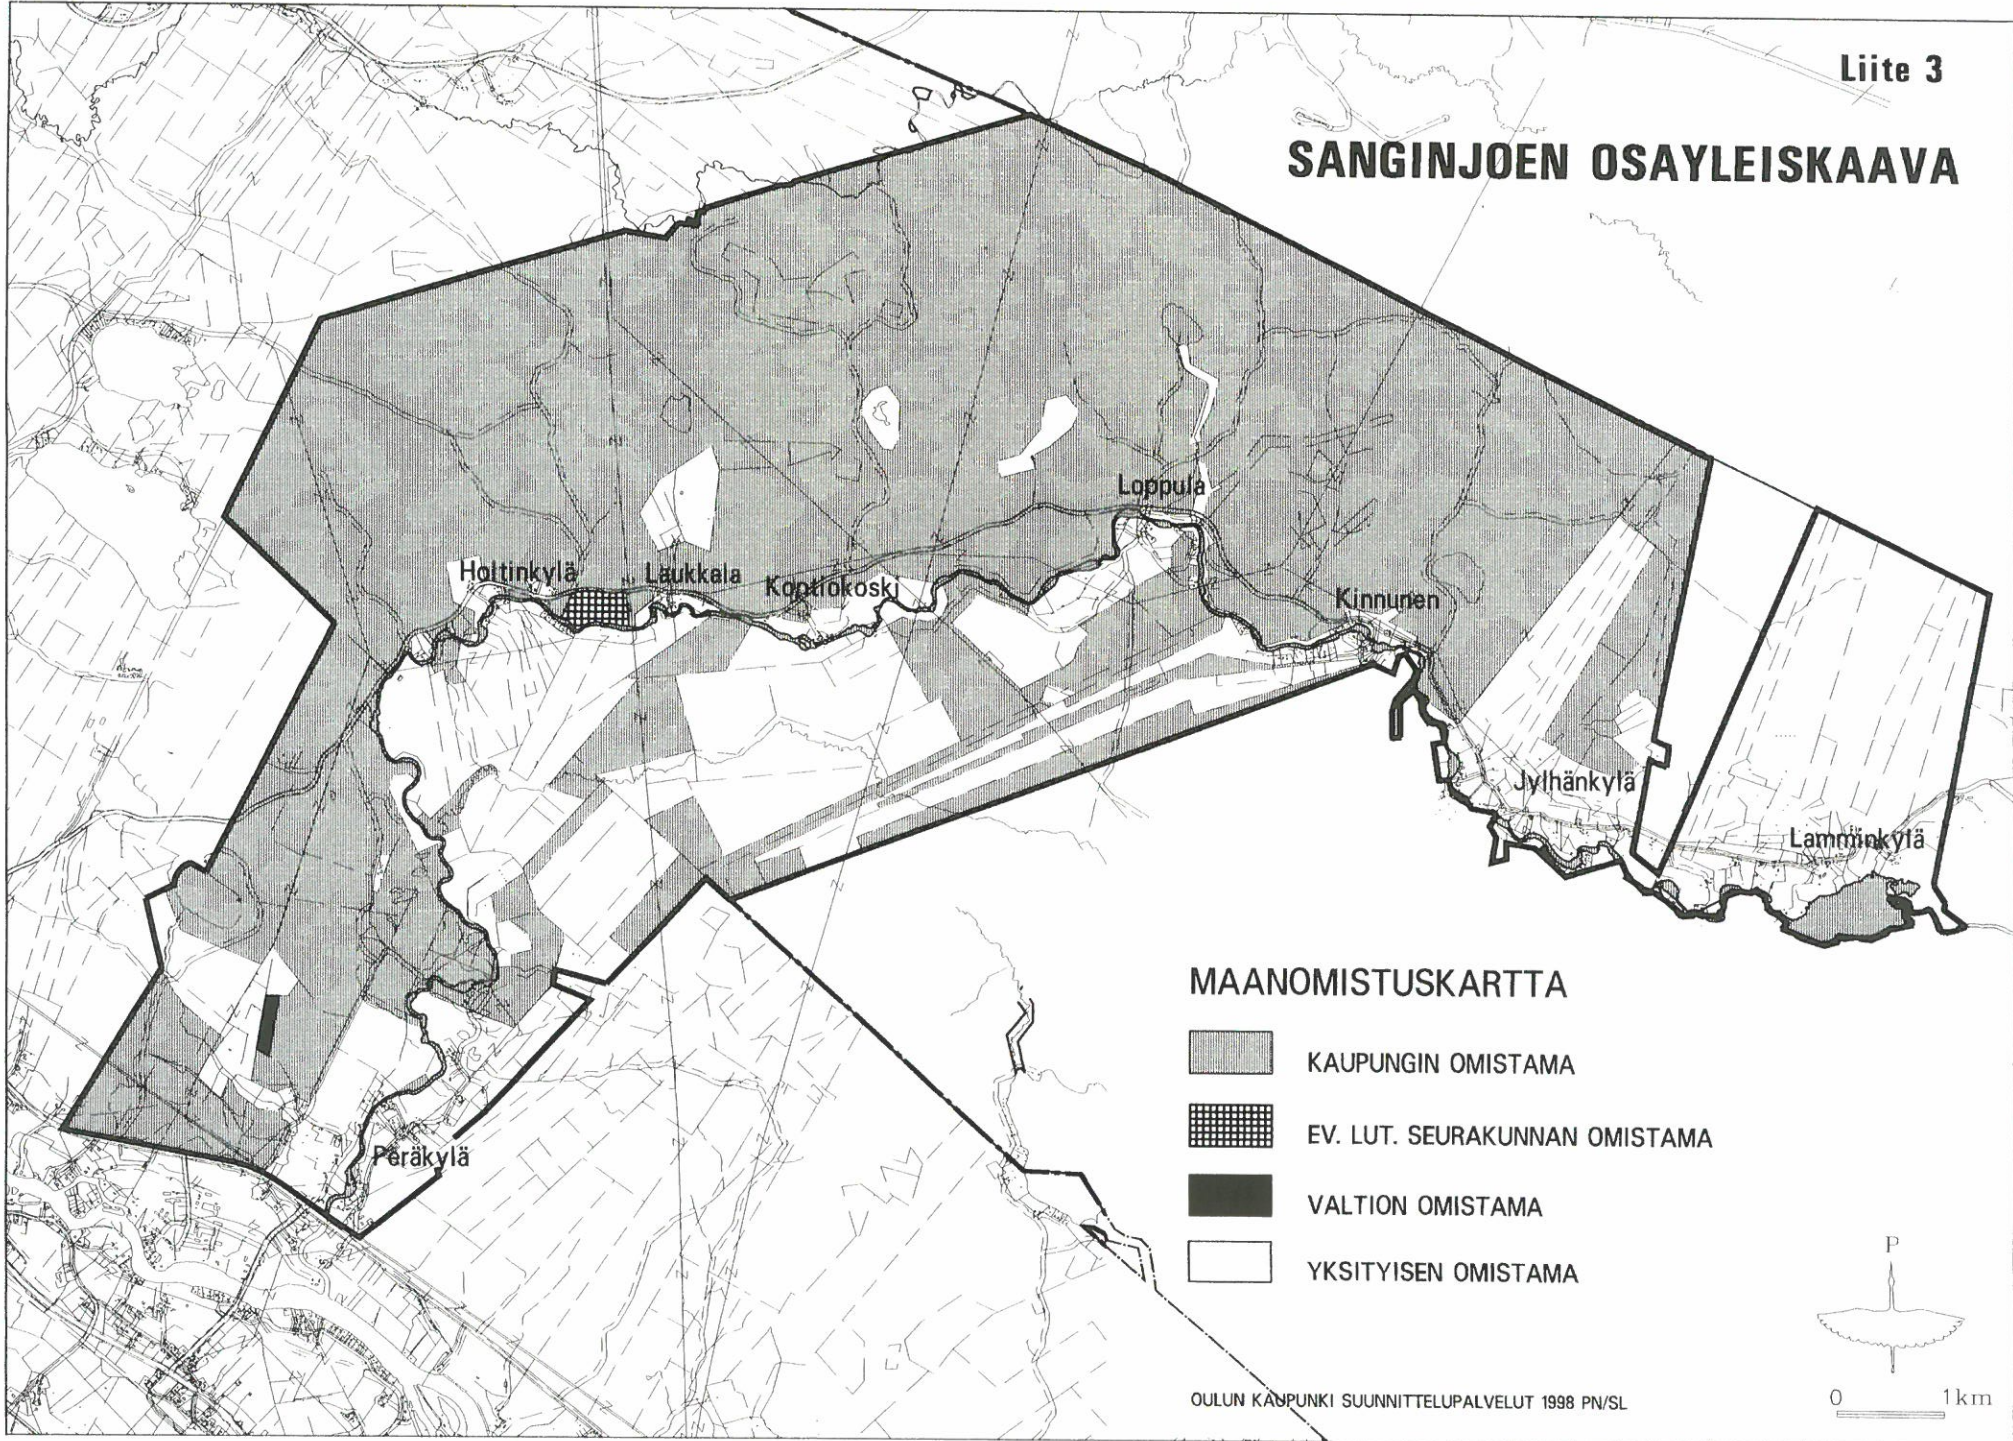 Liite 3
SANGINJOEN OSAYLEISKAAVA
Loppula
Hoitinkylä
Laukkala
Kontiokoski
Kinnunen
Jylhänkylä
Lamminkylä
Peräkylä
MAANOMISTUSKARTTA
KAUPUNGIN OMISTAMA
EV. LUT. SEURAKUNNAN OMISTAMA
VALTION OMISTAMA
YKSITYISEN OMISTAMA
P
OULUN KAUPUNKI SUUNNITTELUPALVELUT 1998 PN/SL
0 1km